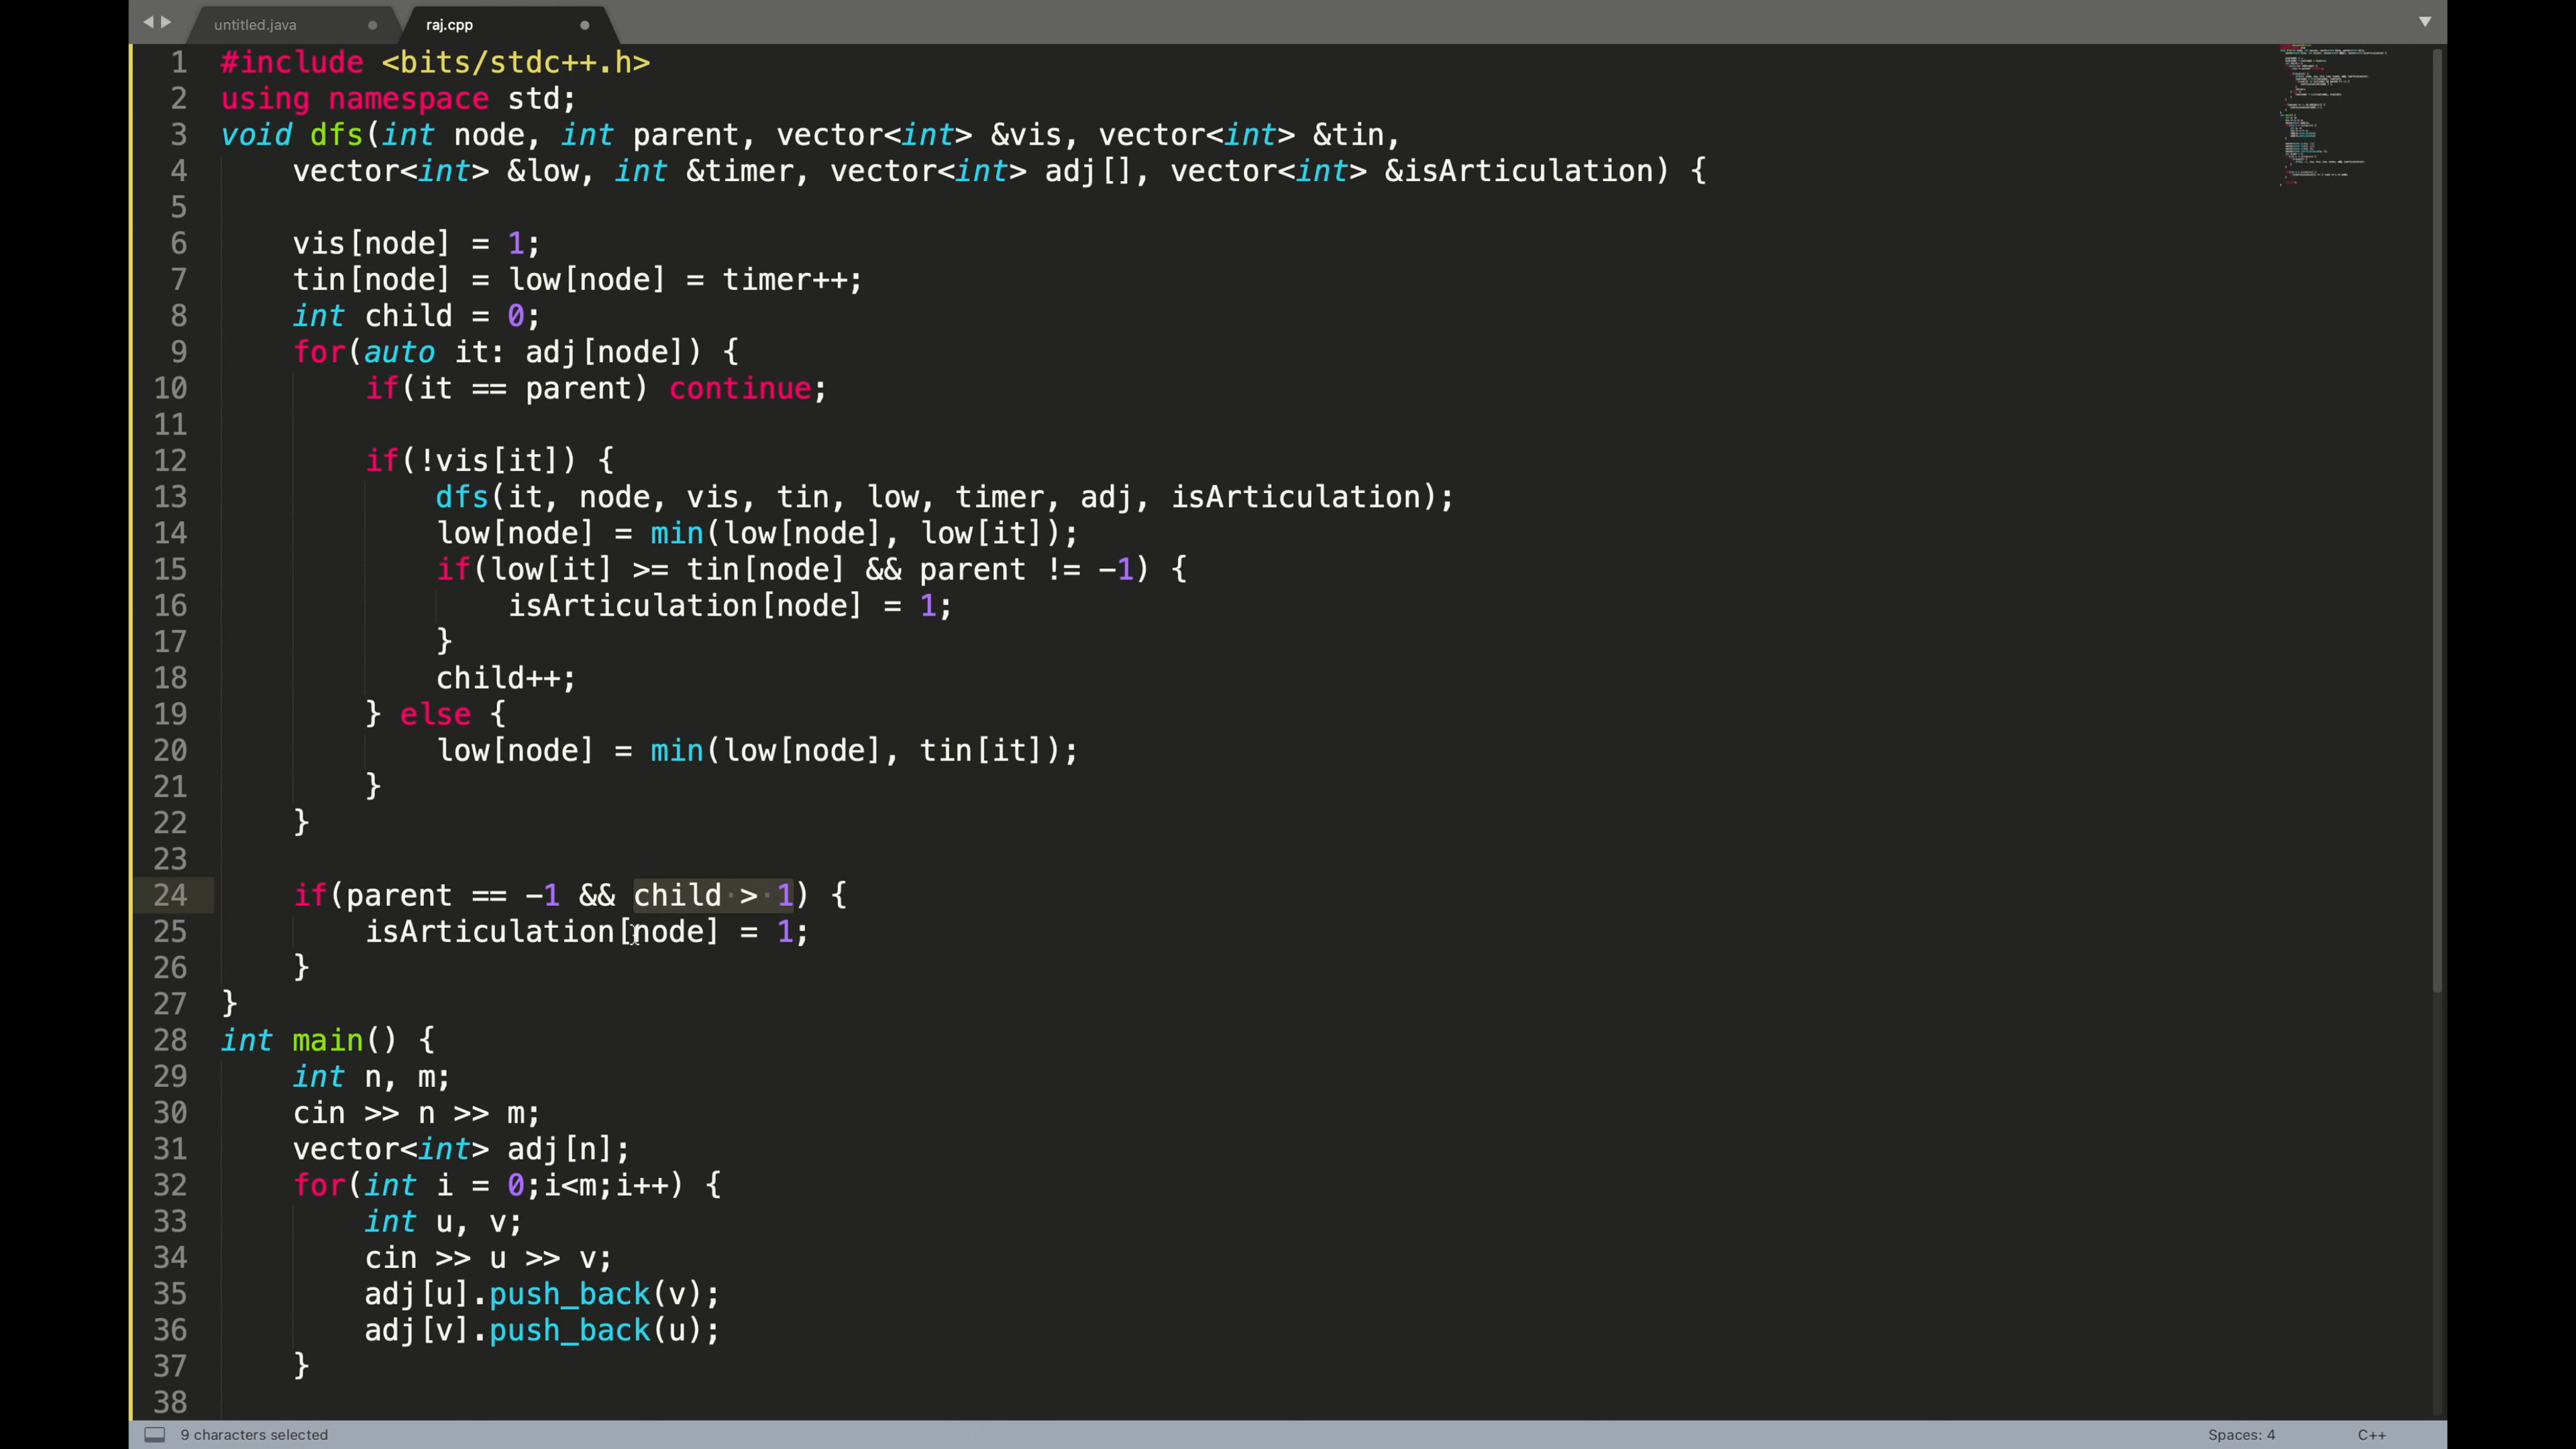 untitled.java
raj.cpp
1 #include <bits/stdc++.h>
2 using namespace std;
3 void dfs(int node, int parent, vector<int> &vis, vector<int> &tin,
4 vector<int> &low, int &timer, vector<int> adj[], vector<int> &isArticulation) {
5
6 vis[node] = 1;
7 tin[node] = low[node] = timer++;
8 int child = 0;
9 for(auto it: adj[node]) {
10 if(it == parent) continue;
11
12 if(!vis[it]) {
13 dfs(it, node, vis, tin, low, timer, adj, isArticulation);
14 low[node] = min(low[node], low[it]);
15 if(low[it] >= tin[node] && parent != -1) {
16 isArticulation[node] = 1;
17 }
18 child++;
19 } else {
20 low[node] = min(low[node], tin[it]);
21 }
22 }
23
24 if(parent == -1 && child > 1) {
25 isArticulation[node] = 1;
26 }
27 }
28 int main() {
29 int n, m;
30 cin >> n >> m;
31 vector<int> adj[n];
32 for(int i = 0;i<m;i++) {
33 int u, v;
34 cin >> u >> v;
35 adj[u].push_back(v);
36 adj[v].push_back(u);
37 }
38
9 characters selected
Spaces: 4
C++